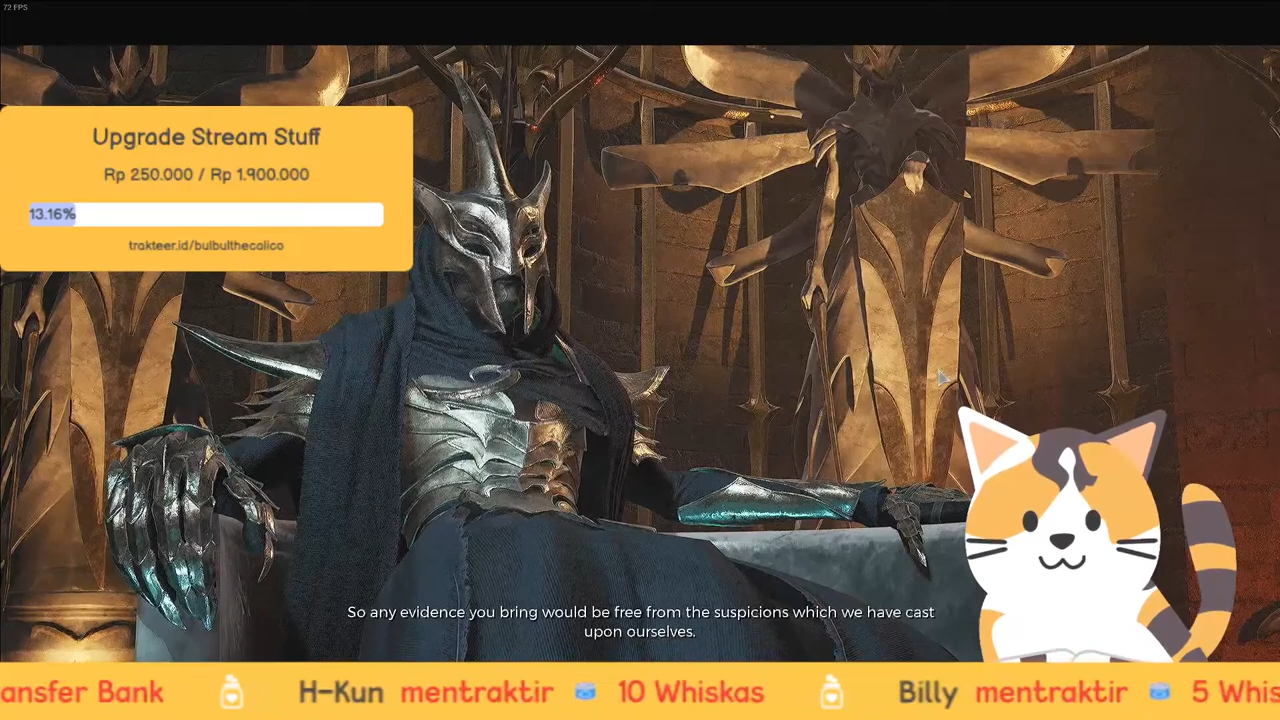 72 FPS
Upgrade Stream Stuff
Rp 250.000 / Rp 1.900.000
13.16%
trakteer.id/bulbulthecalico
So any evidence you bring would be free from the suspicions which we have cast
upon ourselves.
ansfer Bank H-Kun mentraktir 10 Whiskas Billy mentraktir 5 Whis